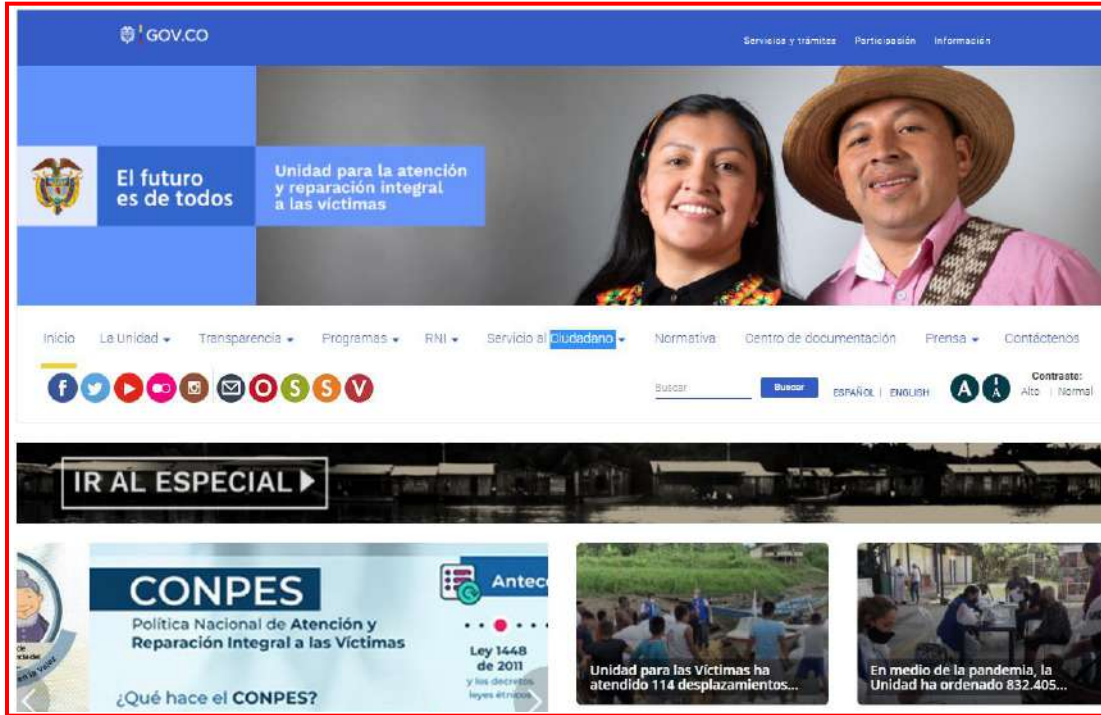 GOV.CO
Servicios y trámites Participación Información
El futuro
es de todos
Unidad para la atención
y reparación integral
a las víctimas
Inicio La Unidad Transparencia Programas RNI Servicio al Ciudadano Normativa Centro de documentación Prensa Contáctenos
f O S S V
Buscar Buscar ESPAÑOL | ENGLISH A A
Contraste:
Alto | Normal
IR AL ESPECIAL
CONPES
Política Nacional de Atención y
Reparación Integral a las Víctimas
¿Qué hace el CONPES?
Antec
Ley 1448
de 2011
y los decretos
leyes étnicos
Unidad para las Víctimas ha
atendido 114 desplazamientos...
En medio de la pandemia, la
Unidad ha ordenado 832.405...